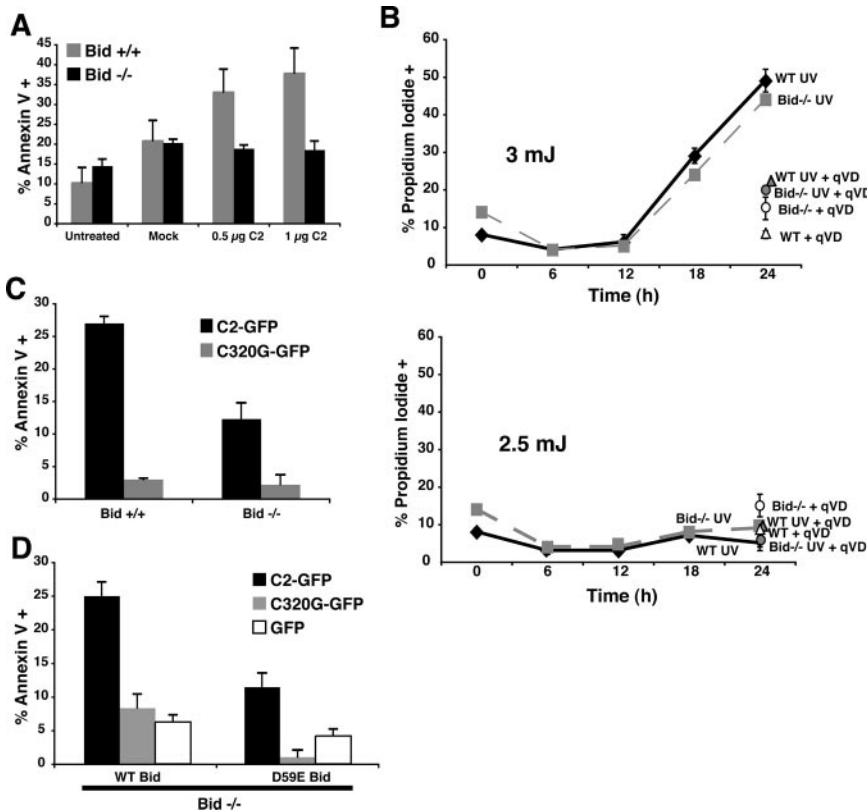 A
% Annexin V +
45
40
35
30
25
20
15
10
5
0
Bid +/+
Bid -/-
Untreated
Mock
0.5 µg C2
1 µg C2
B
% Propidium Iodide +
60
50
40
30
20
10
0
3 mJ
WT UV
Bid-/- UV
WT UV + qVD
Bid-/- UV + qVD
Bid-/- + qVD
WT + qVD
0 6 12 18 24
Time (h)
% Propidium Iodide +
60
50
40
30
20
10
0
2.5 mJ
Bid-/- UV
WT UV
Bid-/- + qVD
WT UV + qVD
WT + qVD
Bid-/- UV + qVD
0 6 12 18 24
Time (h)
C
% Annexin V +
30
25
20
15
10
5
0
C2-GFP
C320G-GFP
Bid +/+
Bid -/-
D
% Annexin V +
30
25
20
15
10
5
0
C2-GFP
C320G-GFP
GFP
WT Bid
D59E Bid
Bid -/-